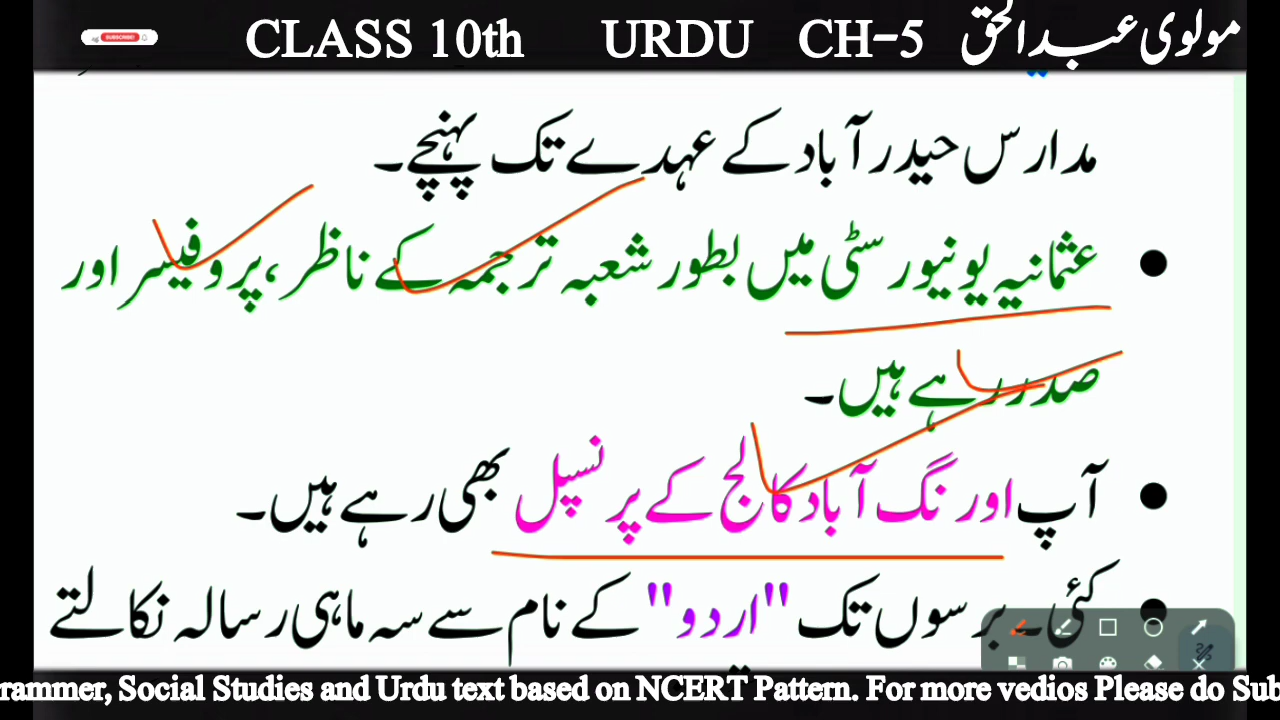 SUBSCRIBE
CLASS 10th URDU CH-5 مولوی عبدالحق
مدارس حیدر آباد کے عہدے تک پہنچے۔
● عثمانیہ یونیورسٹی میں بطور شعبہ ترجمہ کے ناظر، پروفیسر اور
صدر رہے ہیں۔
● آپ اورنگ آباد کالج کے پرنسپل بھی رہے ہیں۔
● کئی برسوں تک "اردو" کے نام سے سہ ماہی رسالہ نکالتے
rammer, Social Studies and Urdu text based on NCERT Pattern. For more vedios Please do Sub